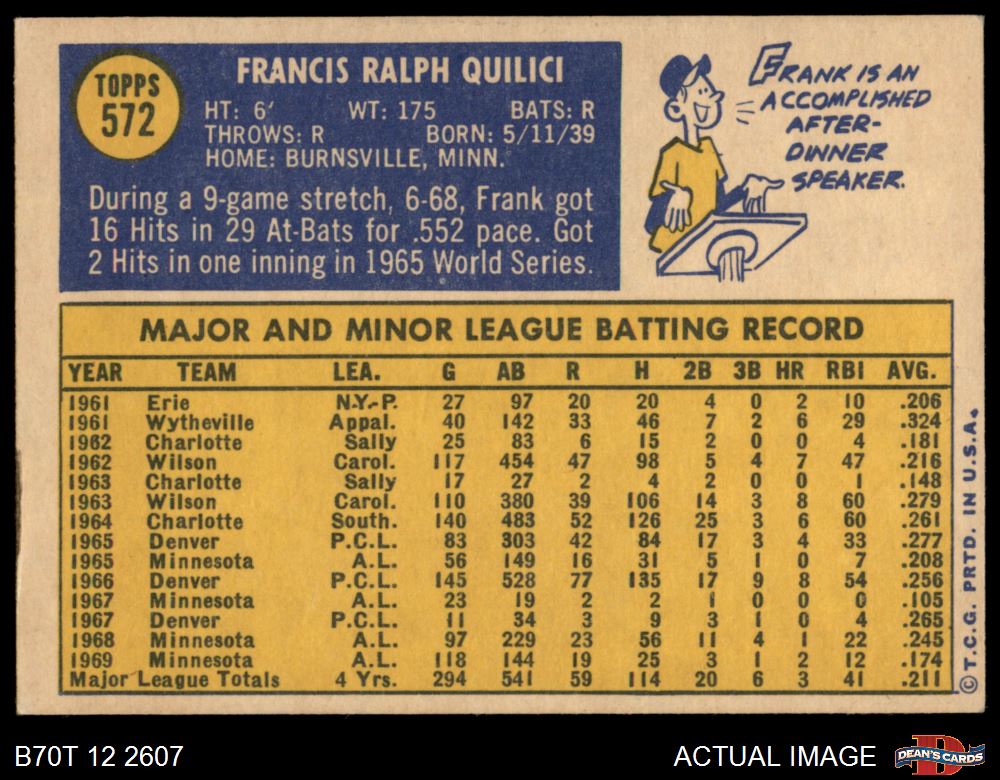 TOPPS
572
FRANCIS RALPH QUILICI
HT: 6' WT: 175 BATS: R
THROWS: R BORN: 5/11/39
HOME: BURNSVILLE, MINN.
During a 9-game stretch, 6-68, Frank got
16 Hits in 29 At-Bats for .552 pace. Got
2 Hits in one inning in 1965 World Series.
FRANK IS AN
ACCOMPLISHED
AFTER-
DINNER
SPEAKER.
MAJOR AND MINOR LEAGUE BATTING RECORD
YEAR TEAM LEA. G AB R H 2B 3B HR RBI AVG.
1961 Erie N.Y.-P. 27 97 20 20 4 0 2 10 .206
1961 Wytheville Appal. 40 142 33 46 7 2 6 29 .324
1962 Charlotte Sally 25 83 6 15 2 0 0 4 .181
1962 Wilson Carol. 117 454 47 98 5 4 7 47 .216
1963 Charlotte Sally 17 27 2 4 2 0 0 1 .148
1963 Wilson Carol. 110 380 39 106 14 3 8 60 .279
1964 Charlotte South. 140 483 52 126 25 3 6 60 .261
1965 Denver P.C.L. 83 303 42 84 17 3 4 33 .277
1965 Minnesota A.L. 56 149 16 31 5 1 0 7 .208
1966 Denver P.C.L. 145 528 77 135 17 9 8 54 .256
1967 Minnesota A.L. 23 19 2 2 1 0 0 0 .105
1967 Denver P.C.L. 11 34 3 9 3 1 0 4 .265
1968 Minnesota A.L. 97 229 23 56 11 4 1 22 .245
1969 Minnesota A.L. 118 144 19 25 3 1 2 12 .174
Major League Totals 4 Yrs. 294 541 59 114 20 6 3 41 .211
© T.C.G. PRTD. IN U.S.A.
B70T 12 2607
ACTUAL IMAGE
D
DEAN'S CARDS